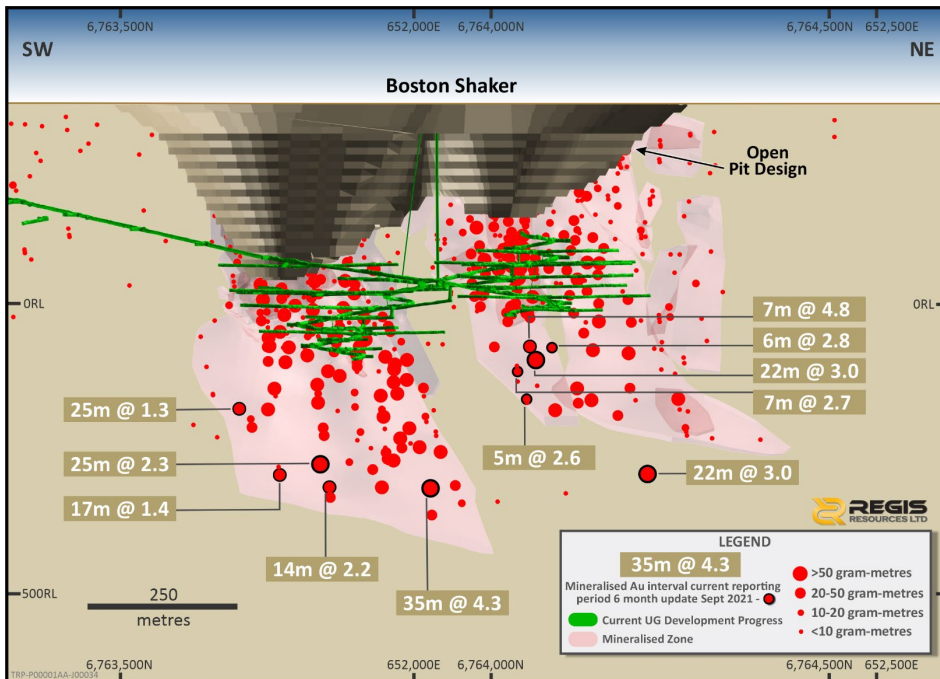 6,763,500N 652,000E 6,764,000N 6,764,500N 652,500E
SW NE
Boston Shaker
Open
Pit Design
0RL 0RL
7m @ 4.8
6m @ 2.8
22m @ 3.0
7m @ 2.7
25m @ 1.3
5m @ 2.6
25m @ 2.3
22m @ 3.0
17m @ 1.4
14m @ 2.2
35m @ 4.3
REGIS
RESOURCES LTD
LEGEND
35m @ 4.3
Mineralised Au interval current reporting
period 6 month update Sept 2021 -
Current UG Development Progress
Mineralised Zone
>50 gram-metres
20-50 gram-metres
10-20 gram-metres
<10 gram-metres
-500RL
250
metres
6,763,500N 652,000E 6,764,000N 6,764,500N 652,500E
TRP-P00001AA-J00034